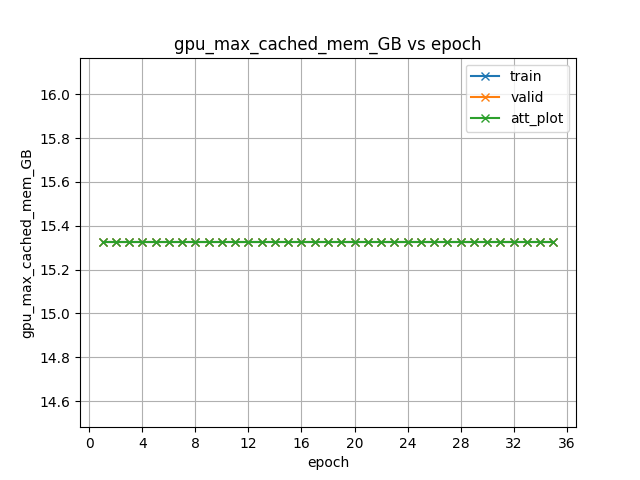 gpu_max_cached_mem_GB vs epoch
train
valid
att_plot
gpu_max_cached_mem_GB
16.0
15.8
15.6
15.4
15.2
15.0
14.8
14.6
0 4 8 12 16 20 24 28 32 36
epoch